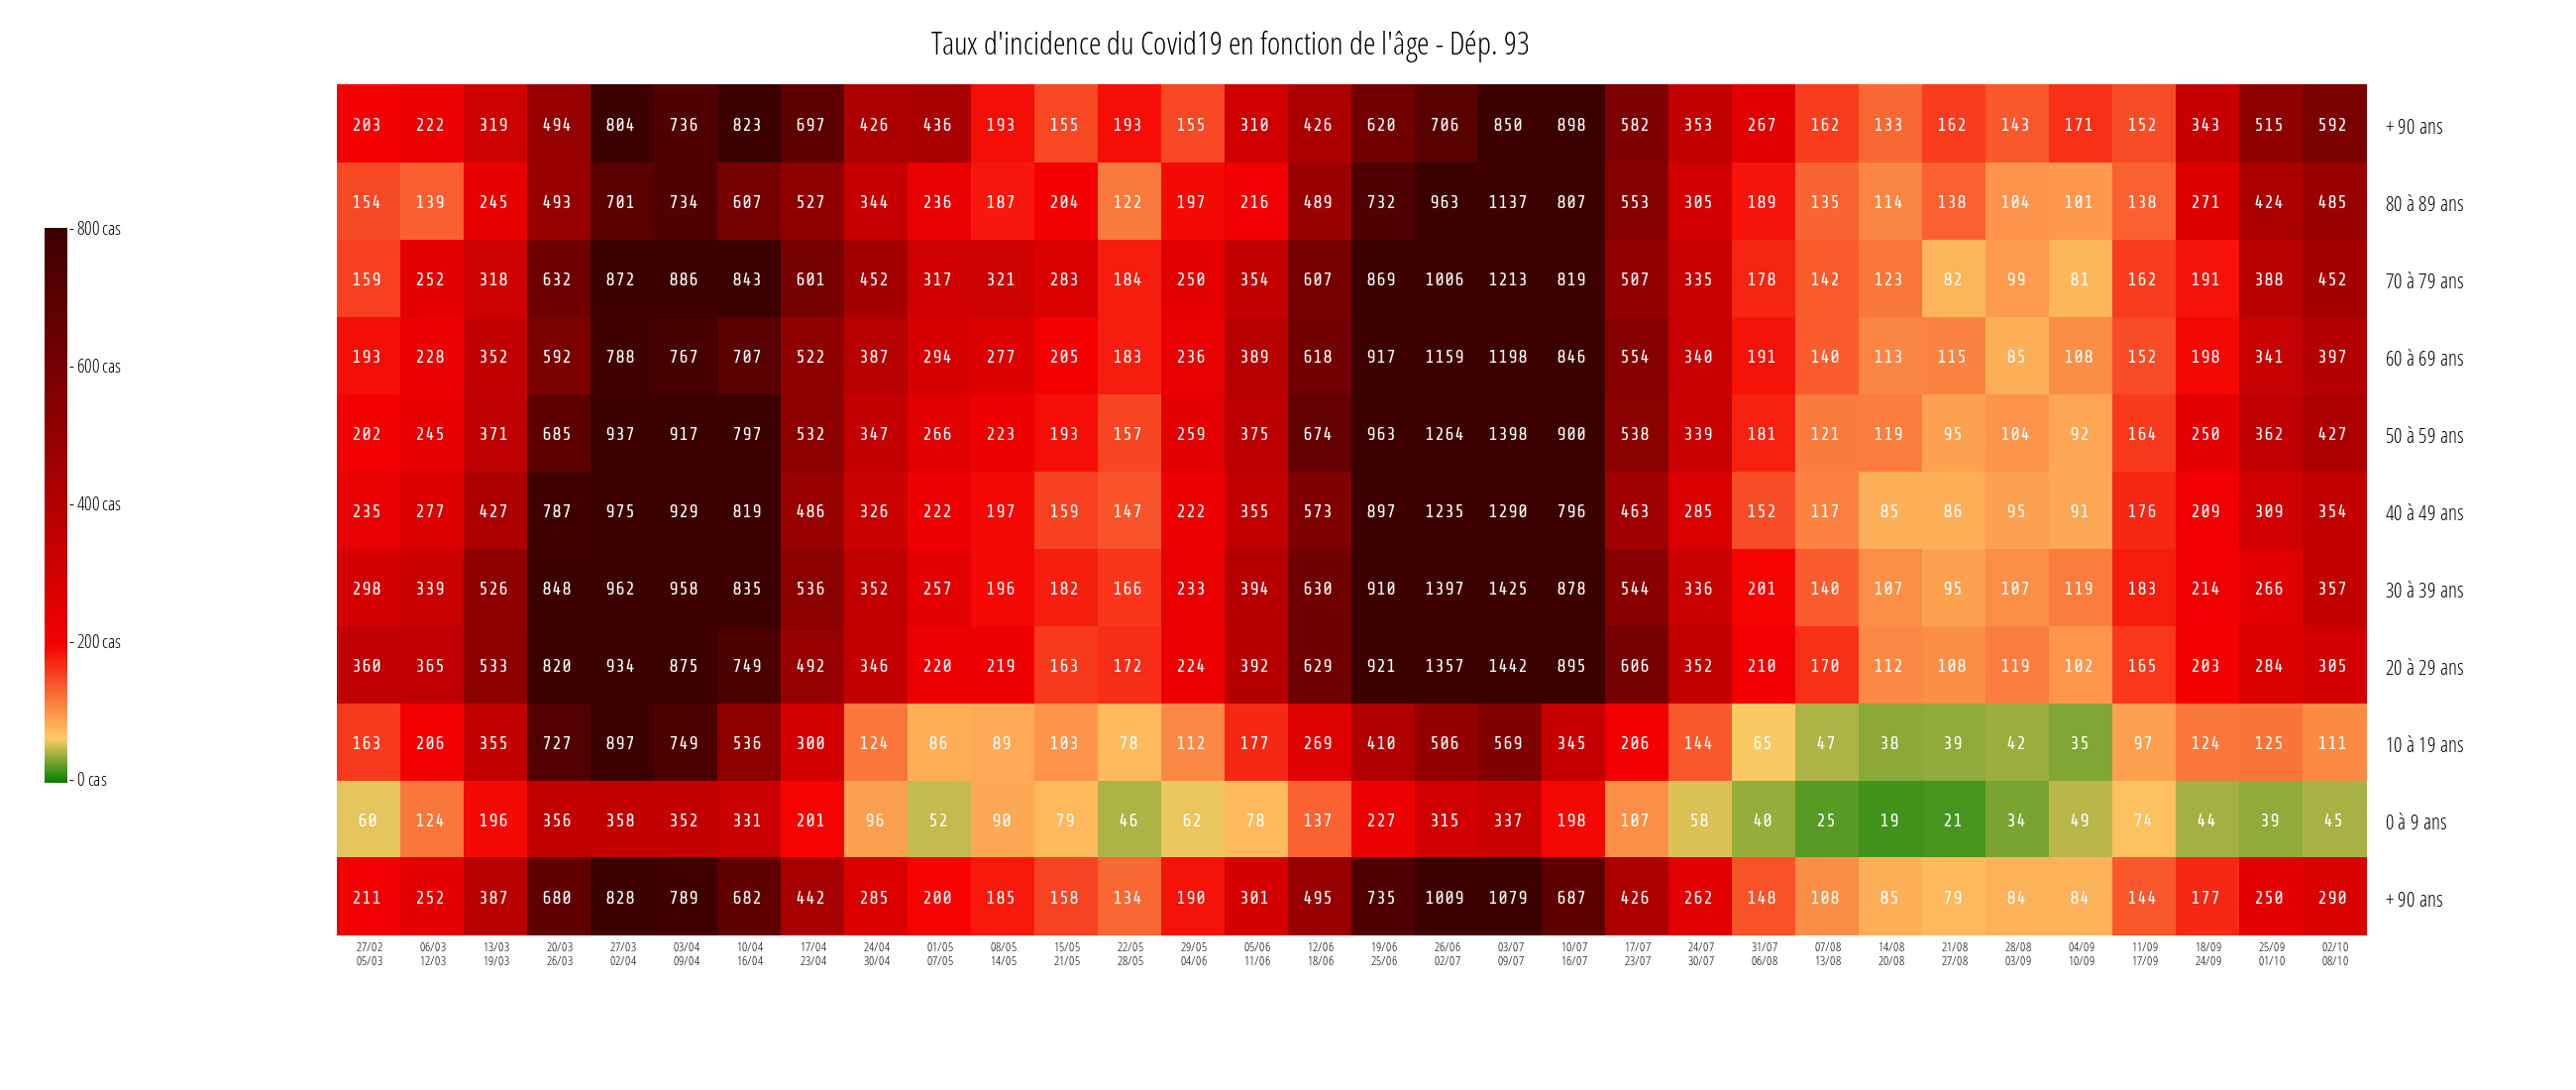 Taux d'incidence du Covid19 en fonction de l'âge - Dép. 93
203 222 319 494 804 736 823 697 426 436 193 155 193 155 310 426 620 706 850 898 582 353 267 162 133 162 143 171 152 343 515 592 + 90 ans
154 139 245 493 701 734 607 527 344 236 187 204 122 197 216 489 732 963 1137 807 553 305 189 135 114 138 104 101 138 271 424 485 80 à 89 ans
- 800 cas
159 252 318 632 872 886 843 601 452 317 321 283 184 250 354 607 869 1006 1213 819 507 335 178 142 123 82 99 81 162 191 388 452 70 à 79 ans
193 228 352 592 788 767 707 522 387 294 277 205 183 236 389 618 917 1159 1198 846 554 340 191 140 113 115 85 108 152 198 341 397 60 à 69 ans
- 600 cas
202 245 371 685 937 917 797 532 347 266 223 193 157 259 375 674 963 1264 1398 900 538 339 181 121 119 95 104 92 164 250 362 427 50 à 59 ans
- 400 cas
235 277 427 787 975 929 819 486 326 222 197 159 147 222 355 573 897 1235 1290 796 463 285 152 117 85 86 95 91 176 209 309 354 40 à 49 ans
298 339 526 848 962 958 835 536 352 257 196 182 166 233 394 630 910 1397 1425 878 544 336 201 140 107 95 107 119 183 214 266 357 30 à 39 ans
- 200 cas
360 365 533 820 934 875 749 492 346 220 219 163 172 224 392 629 921 1357 1442 895 606 352 210 170 112 108 119 102 165 203 284 305 20 à 29 ans
163 206 355 727 897 749 536 300 124 86 89 103 78 112 177 269 410 506 569 345 206 144 65 47 38 39 42 35 97 124 125 111 10 à 19 ans
- 0 cas
60 124 196 356 358 352 331 201 96 52 90 79 46 62 78 137 227 315 337 198 107 58 40 25 19 21 34 49 74 44 39 45 0 à 9 ans
211 252 387 680 828 789 682 442 285 200 185 158 134 190 301 495 735 1009 1079 687 426 262 148 108 85 79 84 84 144 177 250 290 + 90 ans
27/02 06/03 13/03 20/03 27/03 03/04 10/04 17/04 24/04 01/05 08/05 15/05 22/05 29/05 05/06 12/06 19/06 26/06 03/07 10/07 17/07 24/07 31/07 07/08 14/08 21/08 28/08 04/09 11/09 18/09 25/09 02/10
05/03 12/03 19/03 26/03 02/04 09/04 16/04 23/04 30/04 07/05 14/05 21/05 28/05 04/06 11/06 18/06 25/06 02/07 09/07 16/07 23/07 30/07 06/08 13/08 20/08 27/08 03/09 10/09 17/09 24/09 01/10 08/10